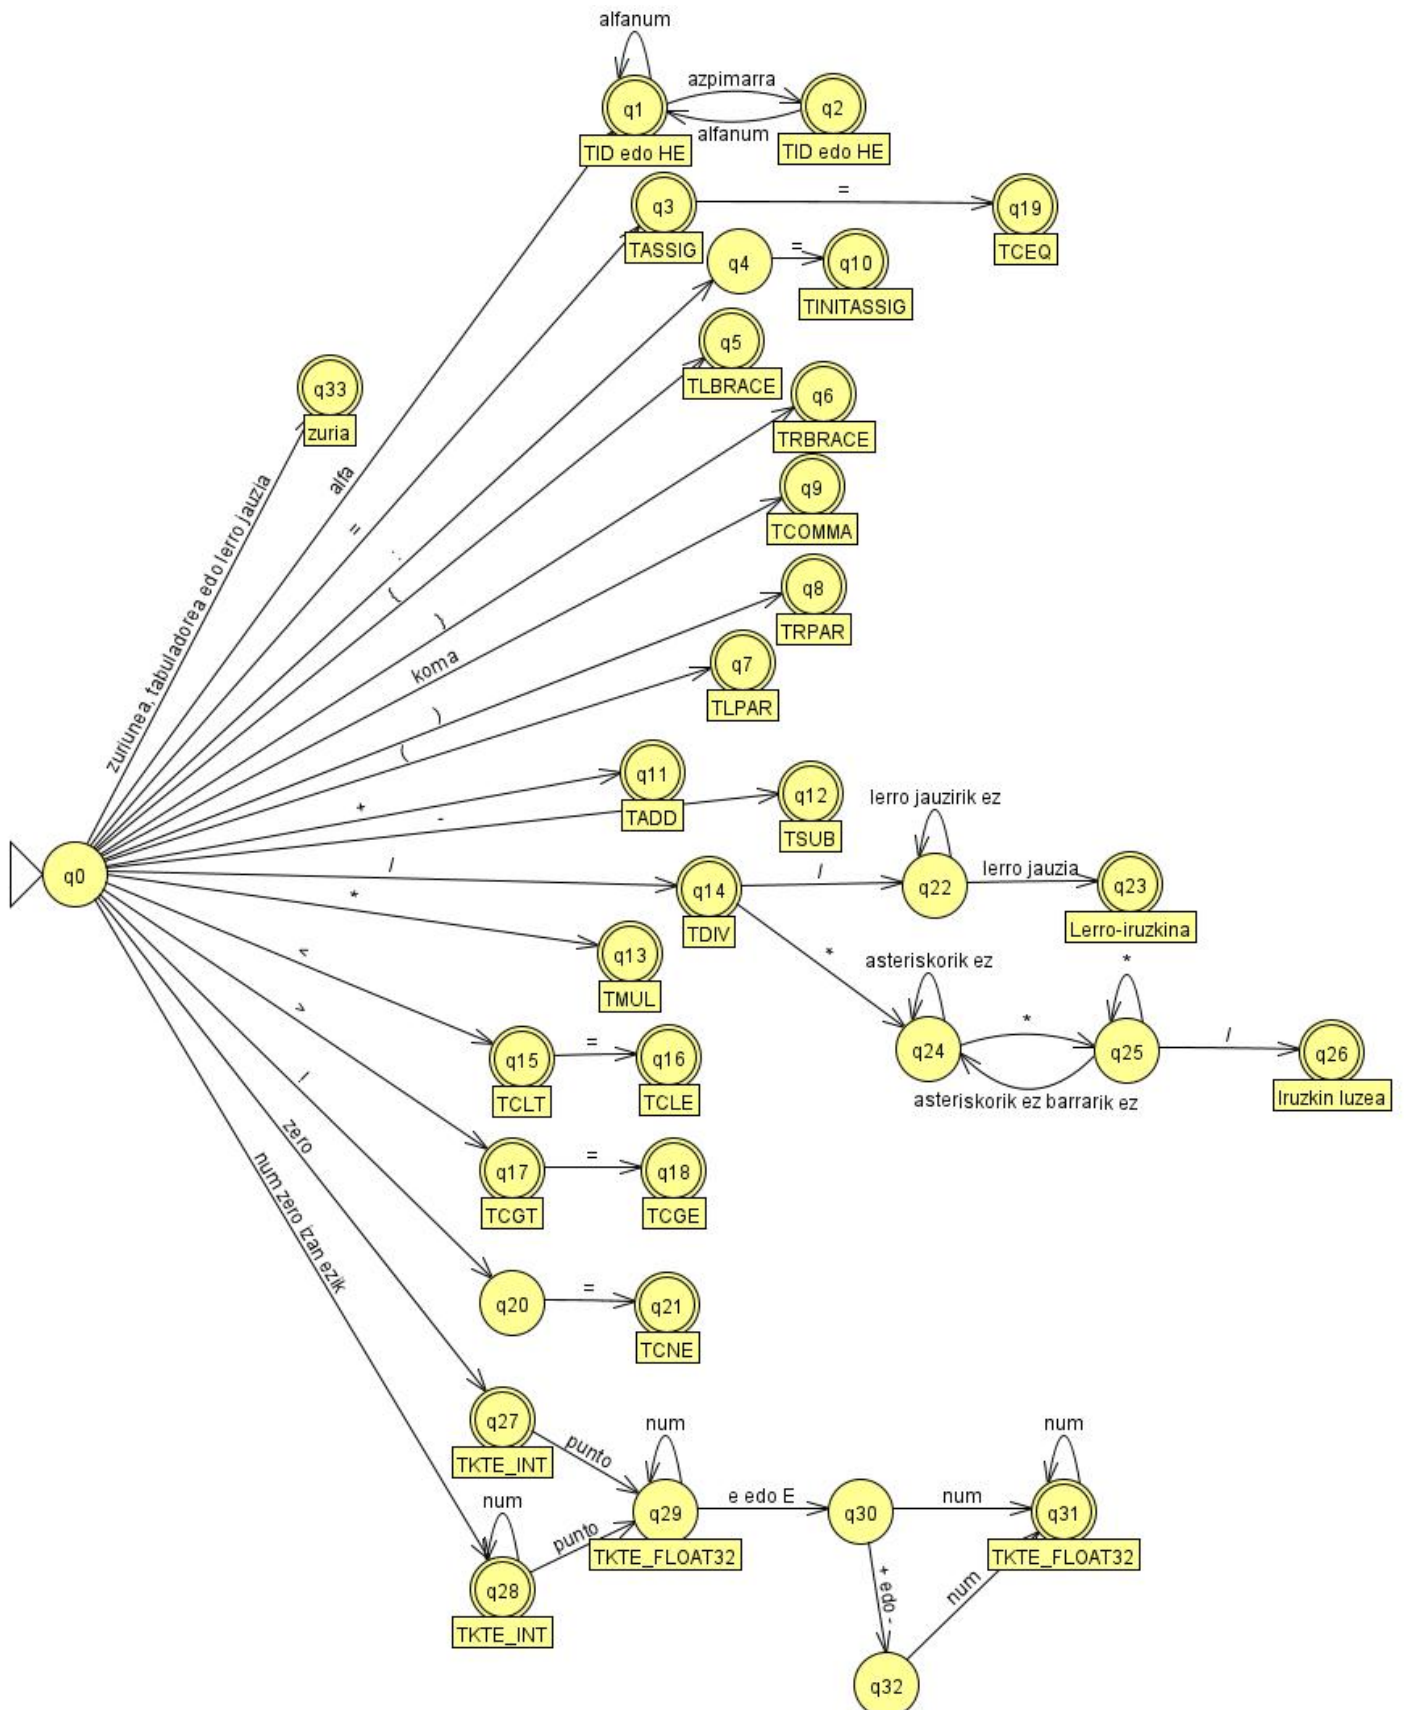 alfanum
q1
azpimarra
q2
alfanum
TID edo HE
TID edo HE
q3
=
q19
TASSIG
TCEQ
q4
=
q10
TINITASSIG
q5
TLBRACE
q33
zuria
q6
TRBRACE
q9
TCOMMA
q8
TRPAR
q7
TLPAR
zuriunea, tabuladorea edo lerro jauzia
alfa
=
:
{
}
koma
)
(
q11
TADD
+
-
q12
TSUB
q0
/
q14
TDIV
/
lerro jauzirik ez
q22
lerro jauzia
q23
Lerro-iruzkina
*
q13
TMUL
*
asteriskorik ez
q24
*
*
q25
/
q26
Iruzkin luzea
asteriskorik ez barrarik ez
<
q15
=
q16
TCLT
TCLE
>
q17
=
q18
TCGT
TCGE
!
q20
=
q21
TCNE
zero
num zero izan ezik
q27
TKTE_INT
punto
num
q28
TKTE_INT
punto
num
q29
TKTE_FLOAT32
e edo E
q30
num
num
q31
TKTE_FLOAT32
+ edo -
num
q32